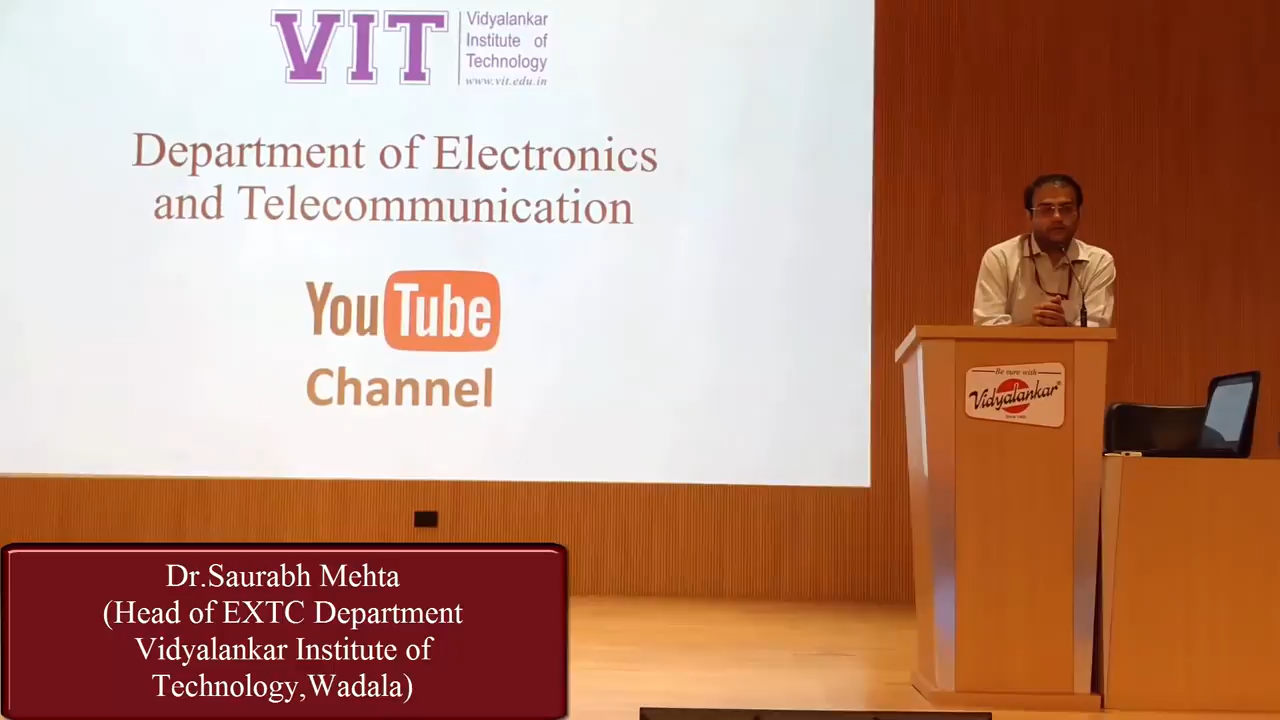 VIT
Vidyalankar
Institute of
Technology
www.vit.edu.in
Department of Electronics
and Telecommunication
YouTube
Channel
Be sure with
Vidyalankar®
Dr.Saurabh Mehta
(Head of EXTC Department
Vidyalankar Institute of
Technology,Wadala)